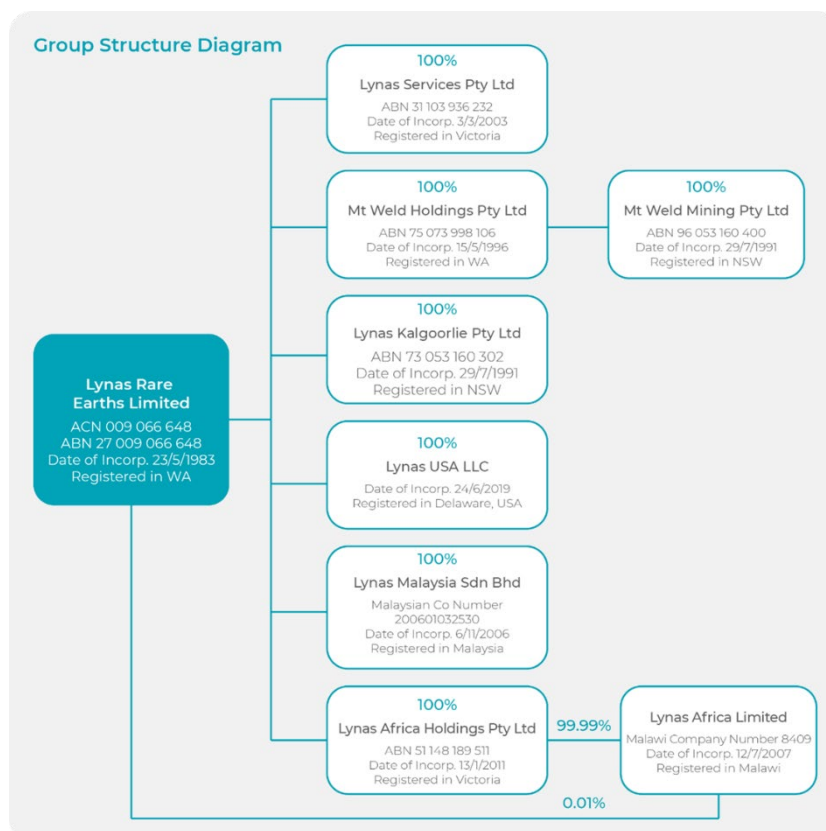 Group Structure Diagram
100%
Lynas Services Pty Ltd
ABN 31 103 936 232
Date of Incorp. 3/3/2003
Registered in Victoria
100%
Mt Weld Holdings Pty Ltd
ABN 75 073 998 106
Date of Incorp. 15/5/1996
Registered in WA
100%
Mt Weld Mining Pty Ltd
ABN 96 053 160 400
Date of Incorp. 29/7/1991
Registered in NSW
100%
Lynas Kalgoorlie Pty Ltd
ABN 73 053 160 302
Date of Incorp. 29/7/1991
Registered in NSW
Lynas Rare
Earths Limited
ACN 009 066 648
ABN 27 009 066 648
Date of Incorp. 23/5/1983
Registered in WA
100%
Lynas USA LLC
Date of Incorp. 24/6/2019
Registered in Delaware, USA
100%
Lynas Malaysia Sdn Bhd
Malaysian Co Number
200601032530
Date of Incorp. 6/11/2006
Registered in Malaysia
100%
Lynas Africa Holdings Pty Ltd
ABN 51 148 189 511
Date of Incorp. 13/1/2011
Registered in Victoria
99.99%
Lynas Africa Limited
Malawi Company Number 8409
Date of Incorp. 12/7/2007
Registered in Malawi
0.01%